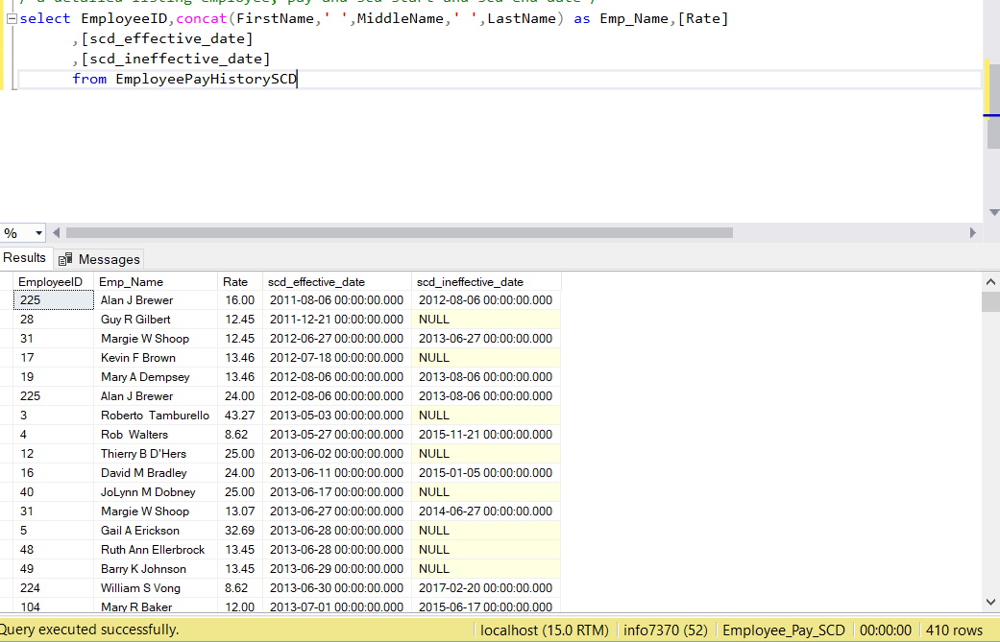 select EmployeeID,concat(FirstName,' ',MiddleName,' ',LastName) as Emp_Name,[Rate]
,[scd_effective_date]
,[scd_ineffective_date]
from EmployeePayHistorySCD
%
Results Messages
EmployeeID Emp_Name Rate scd_effective_date scd_ineffective_date
225 Alan J Brewer 16.00 2011-08-06 00:00:00.000 2012-08-06 00:00:00.000
28 Guy R Gilbert 12.45 2011-12-21 00:00:00.000 NULL
31 Margie W Shoop 12.45 2012-06-27 00:00:00.000 2013-06-27 00:00:00.000
17 Kevin F Brown 13.46 2012-07-18 00:00:00.000 NULL
19 Mary A Dempsey 13.46 2012-08-06 00:00:00.000 2013-08-06 00:00:00.000
225 Alan J Brewer 24.00 2012-08-06 00:00:00.000 2013-08-06 00:00:00.000
3 Roberto  Tamburello 43.27 2013-05-03 00:00:00.000 NULL
4 Rob  Walters 8.62 2013-05-27 00:00:00.000 2015-11-21 00:00:00.000
12 Thierry B D'Hers 25.00 2013-06-02 00:00:00.000 NULL
16 David M Bradley 24.00 2013-06-11 00:00:00.000 2015-01-05 00:00:00.000
40 JoLynn M Dobney 25.00 2013-06-17 00:00:00.000 NULL
31 Margie W Shoop 13.07 2013-06-27 00:00:00.000 2014-06-27 00:00:00.000
5 Gail A Erickson 32.69 2013-06-28 00:00:00.000 NULL
48 Ruth Ann Ellerbrock 13.45 2013-06-28 00:00:00.000 NULL
49 Barry K Johnson 13.45 2013-06-29 00:00:00.000 NULL
224 William S Vong 8.62 2013-06-30 00:00:00.000 2017-02-20 00:00:00.000
104 Mary R Baker 12.00 2013-07-01 00:00:00.000 2015-06-17 00:00:00.000
Query executed successfully. localhost (15.0 RTM) info7370 (52) Employee_Pay_SCD 00:00:00 410 rows